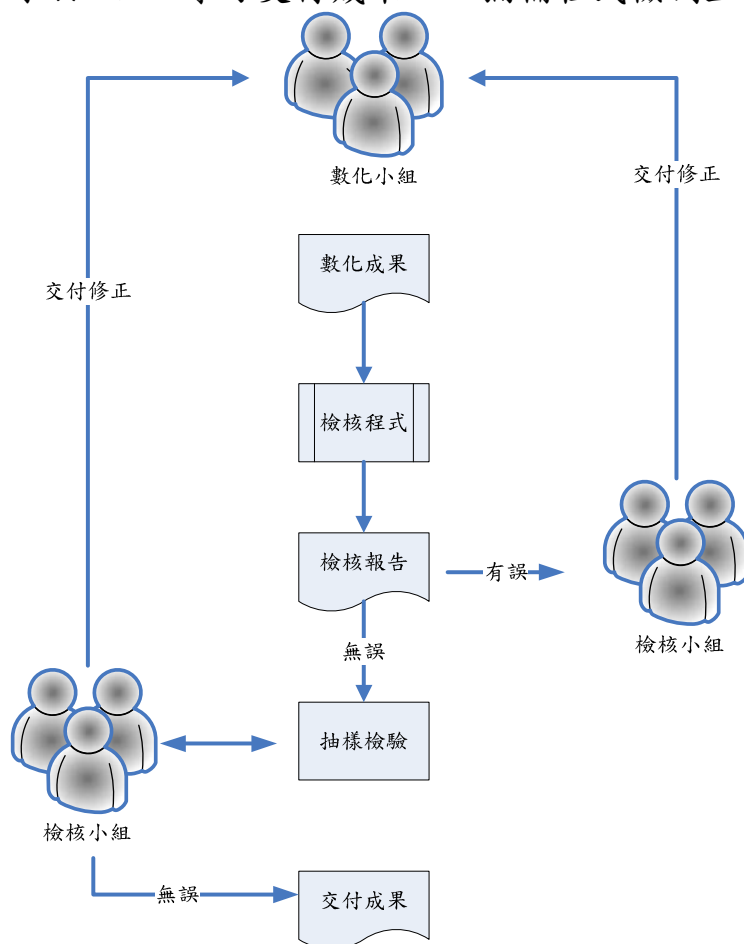 數化小組
交付修正
數化成果
交付修正
檢核程式
檢核報告
有誤
檢核小組
無誤
抽樣檢驗
檢核小組
無誤
交付成果